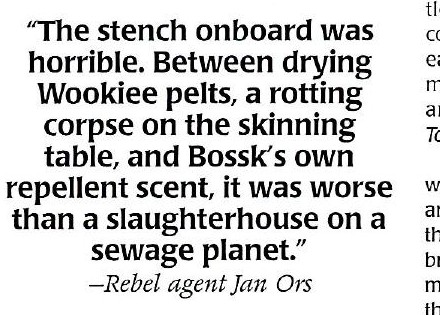 “The stench onboard was
horrible. Between drying
Wookiee pelts, a rotting
corpse on the skinning
table, and Bossk’s own
repellent scent, it was worse
than a slaughterhouse on a
sewage planet.”
–Rebel agent Jan Ors